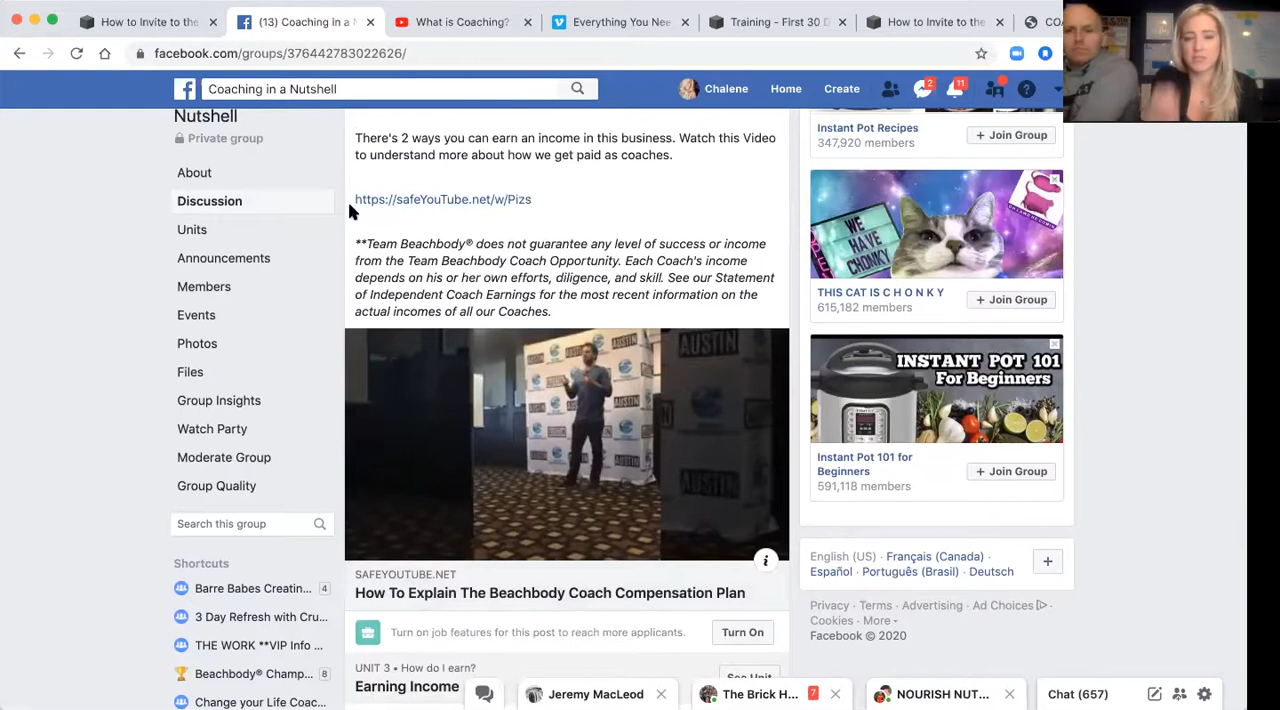 How to Invite to the
(13) Coaching in a N
What is Coaching?
Everything You Nee
Training - First 30 D
How to Invite to the
facebook.com/groups/376442783022626/
Coaching in a Nutshell
Chalene
Home
Create
2
11
Nutshell
Private group
About
Discussion
Units
Announcements
Members
Events
Photos
Files
Group Insights
Watch Party
Moderate Group
Group Quality
Search this group
Shortcuts
Barre Babes Creatin... 4
3 Day Refresh with Cru...
THE WORK **VIP Info ...
Beachbody® Champ... 8
Change your Life Coac...
There's 2 ways you can earn an income in this business. Watch this Video
to understand more about how we get paid as coaches.
https://safeYouTube.net/w/Pizs
**Team Beachbody® does not guarantee any level of success or income
from the Team Beachbody Coach Opportunity. Each Coach's income
depends on his or her own efforts, diligence, and skill. See our Statement
of Independent Coach Earnings for the most recent information on the
actual incomes of all our Coaches.
AUSTIN
AUSTIN
SAFEYOUTUBE.NET
How To Explain The Beachbody Coach Compensation Plan
Turn on job features for this post to reach more applicants.
Turn On
UNIT 3 • How do I earn?
Earning Income
See Unit
Instant Pot Recipes
347,920 members
+ Join Group
WE
HAVE
CHONKY
THIS CAT IS C H O N K Y
615,182 members
+ Join Group
INSTANT POT 101
For Beginners
Instant Pot 101 for
Beginners
591,118 members
+ Join Group
English (US) · Français (Canada) ·
Español · Português (Brasil) · Deutsch
Privacy · Terms · Advertising · Ad Choices ·
Cookies · More
Facebook © 2020
Jeremy MacLeod
The Brick H... 7
NOURISH NUT...
Chat (657)